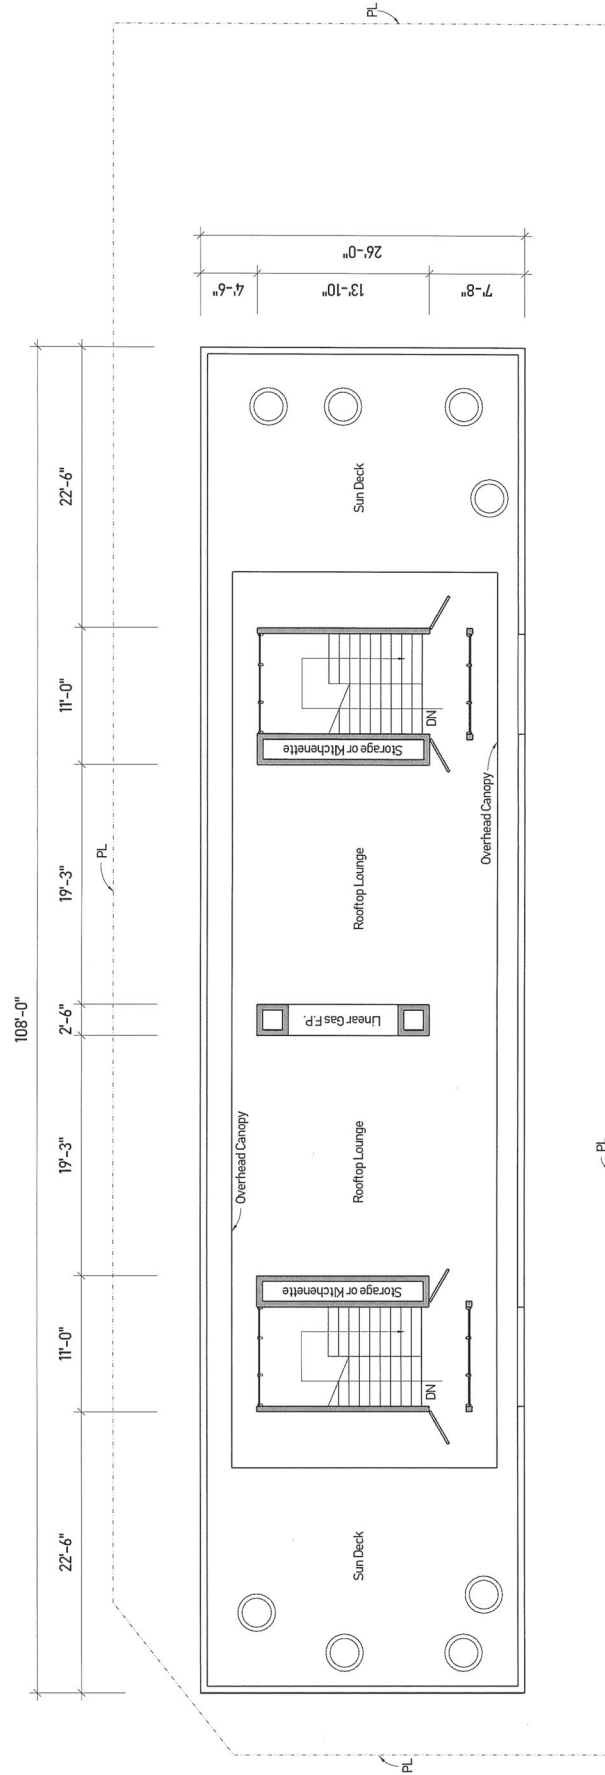 108'-0"
22'-6"
11'-0"
19'-3"
2'-6"
19'-3"
11'-0"
22'-6"
PL
PL
PL
PL
4'-6"
13'-10"
7'-8"
26'-0"
Overhead Canopy
Overhead Canopy
Sun Deck
Storage or Kitchenette
DN
Rooftop Lounge
Linear Gas F.P.
Rooftop Lounge
Storage or Kitchenette
DN
Sun Deck